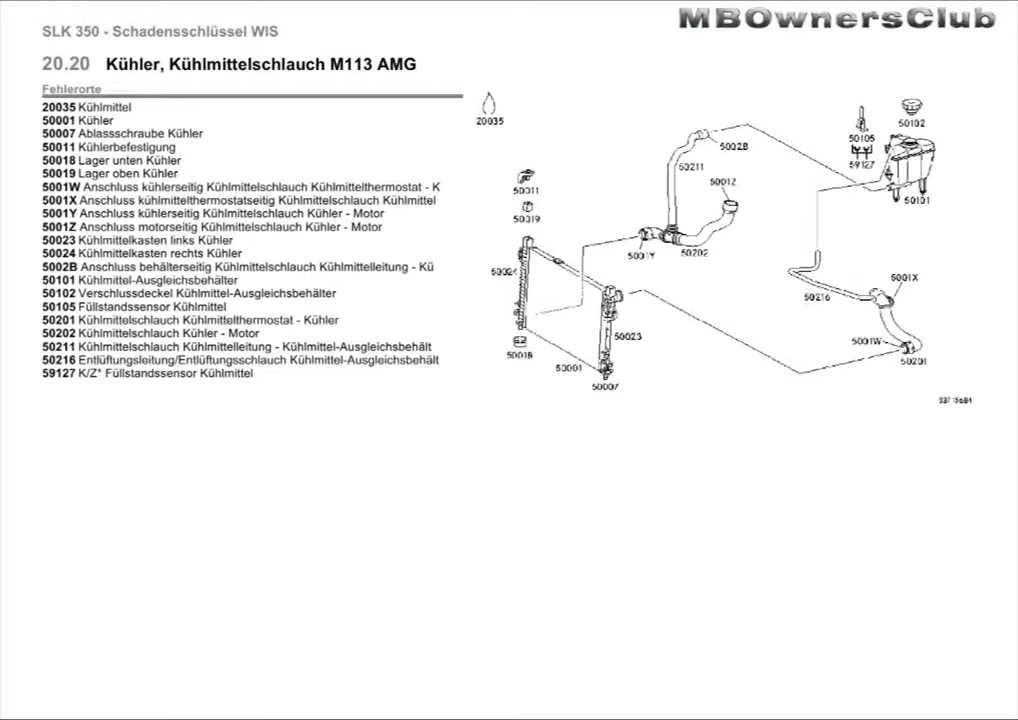 MBOwnersClub
SLK 350 - Schadensschlüssel WIS
20.20 Kühler, Kühlmittelschlauch M113 AMG
Fehlerorte
20035 Kühlmittel
50001 Kühler
50007 Ablassschraube Kühler
50011 Kühlerbefestigung
50018 Lager unten Kühler
50019 Lager oben Kühler
5001W Anschluss kühlerseitig Kühlmittelschlauch Kühlmittelthermostat - K
5001X Anschluss kühlmittelthermostatseitig Kühlmittelschlauch Kühlmittel
5001Y Anschluss kühlerseitig Kühlmittelschlauch Kühler - Motor
5001Z Anschluss motorseitig Kühlmittelschlauch Kühler - Motor
50023 Kühlmittelkasten links Kühler
50024 Kühlmittelkasten rechts Kühler
5002B Anschluss behälterseitig Kühlmittelschlauch Kühlmittelleitung - Kü
50101 Kühlmittel-Ausgleichsbehälter
50102 Verschlussdeckel Kühlmittel-Ausgleichsbehälter
50105 Füllstandssensor Kühlmittel
50201 Kühlmittelschlauch Kühlmittelthermostat - Kühler
50202 Kühlmittelschlauch Kühler - Motor
50211 Kühlmittelschlauch Kühlmittelleitung - Kühlmittel-Ausgleichsbehält
50216 Entlüftungsleitung/Entlüftungsschlauch Kühlmittel-Ausgleichsbehält
59127 K/Z* Füllstandssensor Kühlmittel
20035
50102
50105
5002B
59127
50211
5001Z
50011
50101
50019
5001Y
50202
50024
5001X
50216
50023
5001W
50018
50201
50001
50007